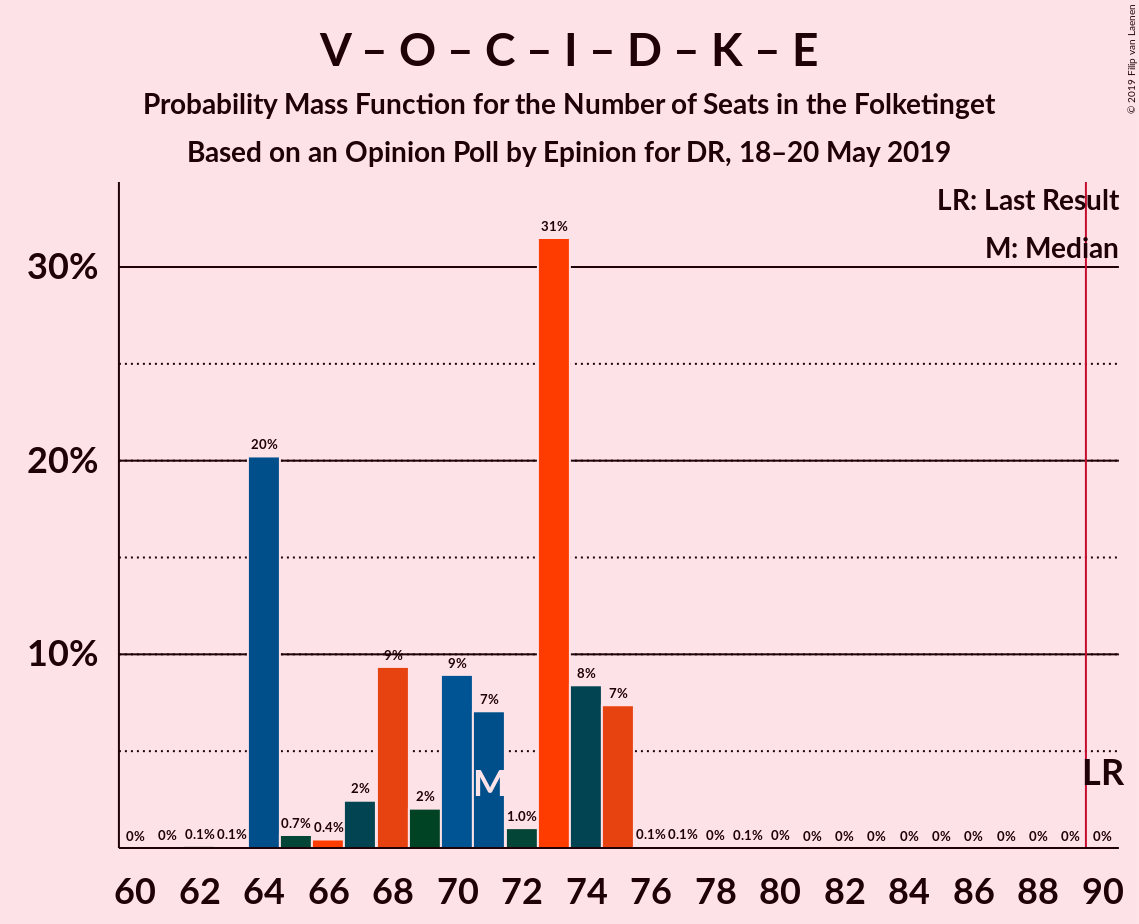 V – O – C – I – D – K – E
Probability Mass Function for the Number of Seats in the Folketinget
Based on an Opinion Poll by Epinion for DR, 18–20 May 2019
© 2019 Filip van Laenen
LR: Last Result
M: Median
30%
20%
10%
0% 0% 0.1% 0.1% 20% 0.7% 0.4% 2% 9% 2% 9% 7% 1.0% 31% 8% 7% 0.1% 0.1% 0% 0.1% 0% 0% 0% 0% 0% 0% 0% 0% 0% 0% 0%
M
LR
60 62 64 66 68 70 72 74 76 78 80 82 84 86 88 90